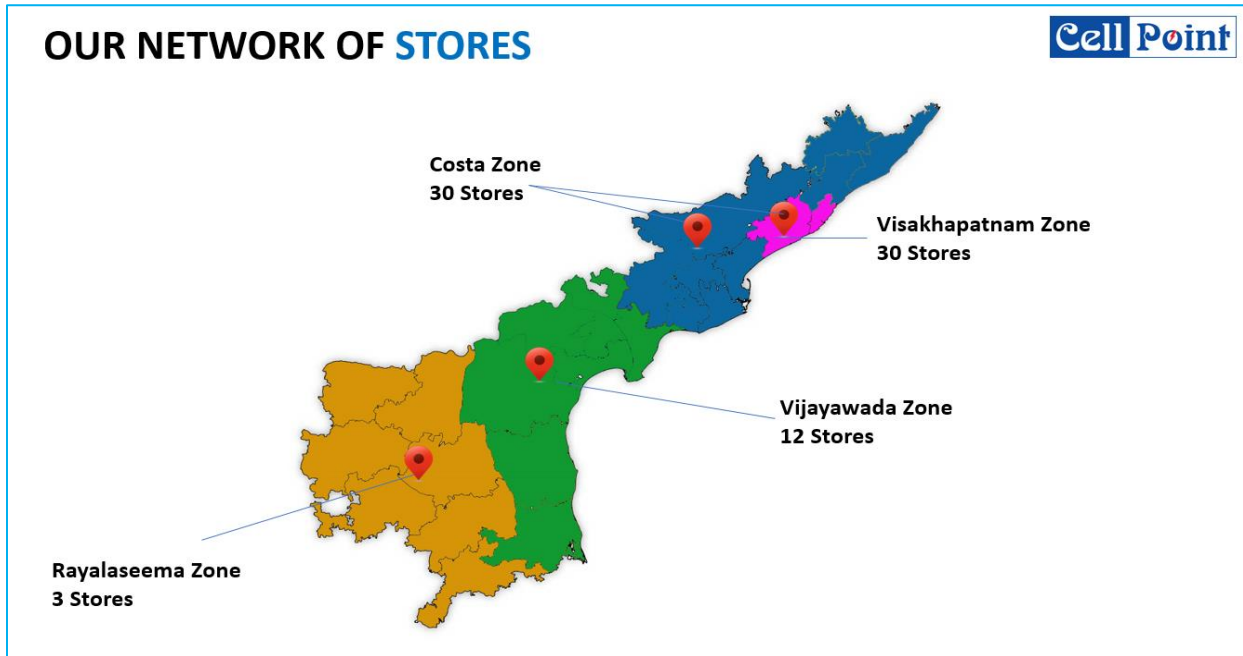 OUR NETWORK OF STORES
Cell Point
Costa Zone
30 Stores
Visakhapatnam Zone
30 Stores
Vijayawada Zone
12 Stores
Rayalaseema Zone
3 Stores